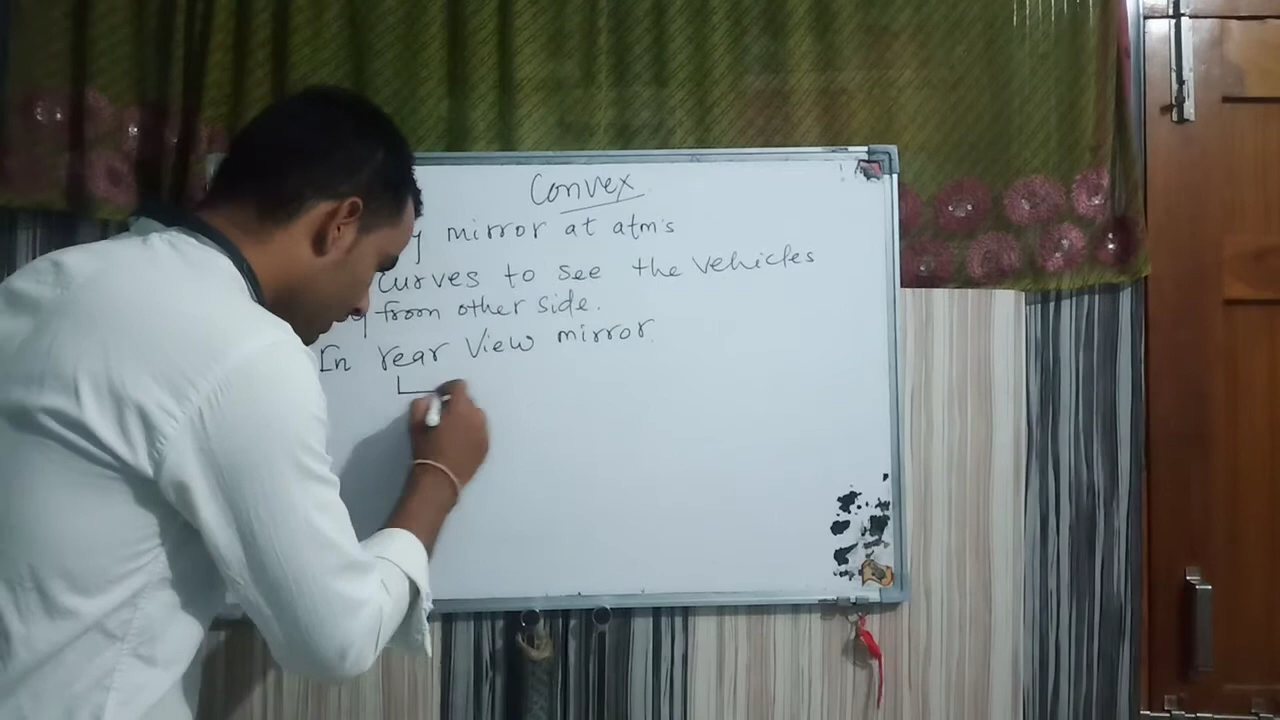 Convex
mirror at atm's
curves to see the vehicles
from other side.
In rear View mirror.